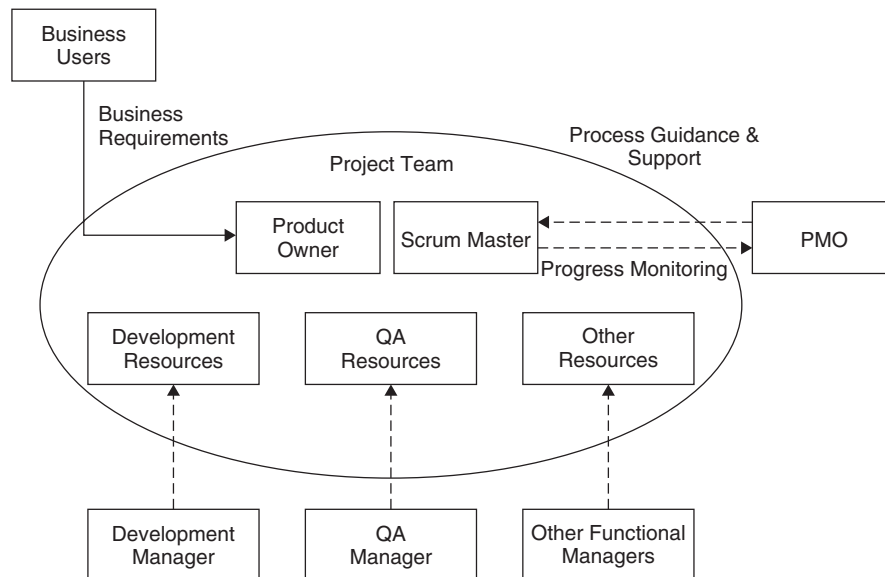 Business
Users
Business
Requirements
Process Guidance &
Support
Project Team
Product
Owner
Scrum Master
PMO
Progress Monitoring
Development
Resources
QA
Resources
Other
Resources
Development
Manager
QA
Manager
Other Functional
Managers